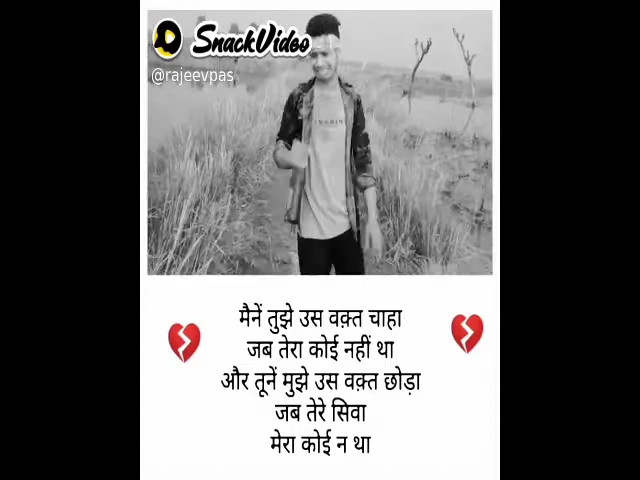 SnackVideo
@rajeevpas
मैनें तुझे उस वक़्त चाहा
जब तेरा कोई नहीं था
और तूनें मुझे उस वक़्त छोड़ा
जब तेरे सिवा
मेरा कोई न था